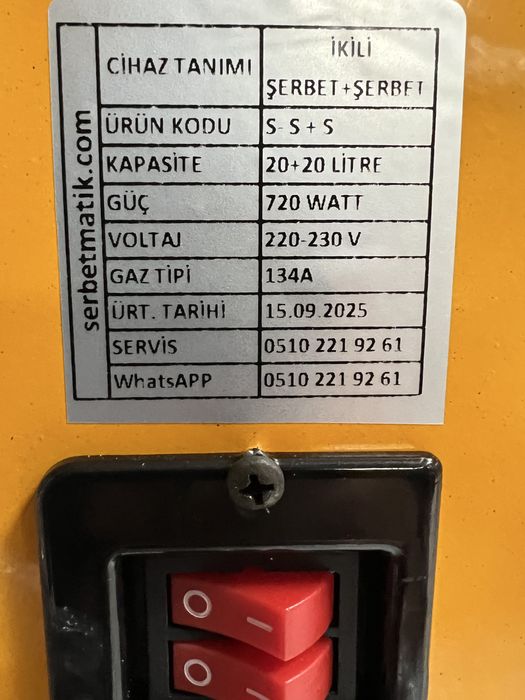 serbetmatik.com
CİHAZ TANIMI İKİLİ
ŞERBET+ŞERBET
ÜRÜN KODU S- S + S
KAPASİTE 20+20 LİTRE
GÜÇ 720 WATT
VOLTAJ 220-230 V
GAZ TİPİ 134A
ÜRT. TARİHİ 15.09.2025
SERVİS 0510 221 92 61
WhatsAPP 0510 221 92 61
O I
O I